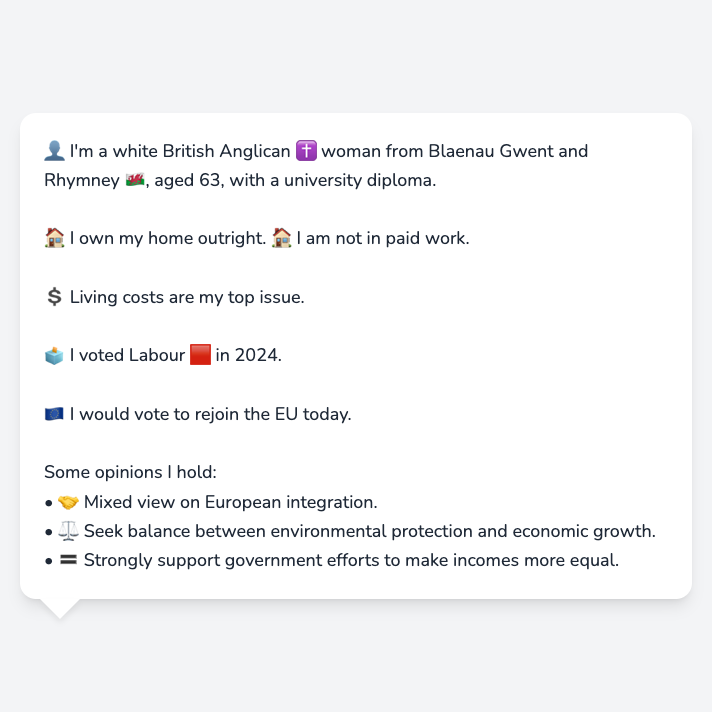 👤 I'm a white British Anglican ✝️ woman from Blaenau Gwent and
Rhymney 🏴󠁧󠁢󠁷󠁬󠁳󠁿, aged 63, with a university diploma.
🏠 I own my home outright. 🏠 I am not in paid work.
💲 Living costs are my top issue.
🗳️ I voted Labour 🟥 in 2024.
🇪🇺 I would vote to rejoin the EU today.
Some opinions I hold:
• 🤝 Mixed view on European integration.
• ⚖️ Seek balance between environmental protection and economic growth.
• 🟰 Strongly support government efforts to make incomes more equal.